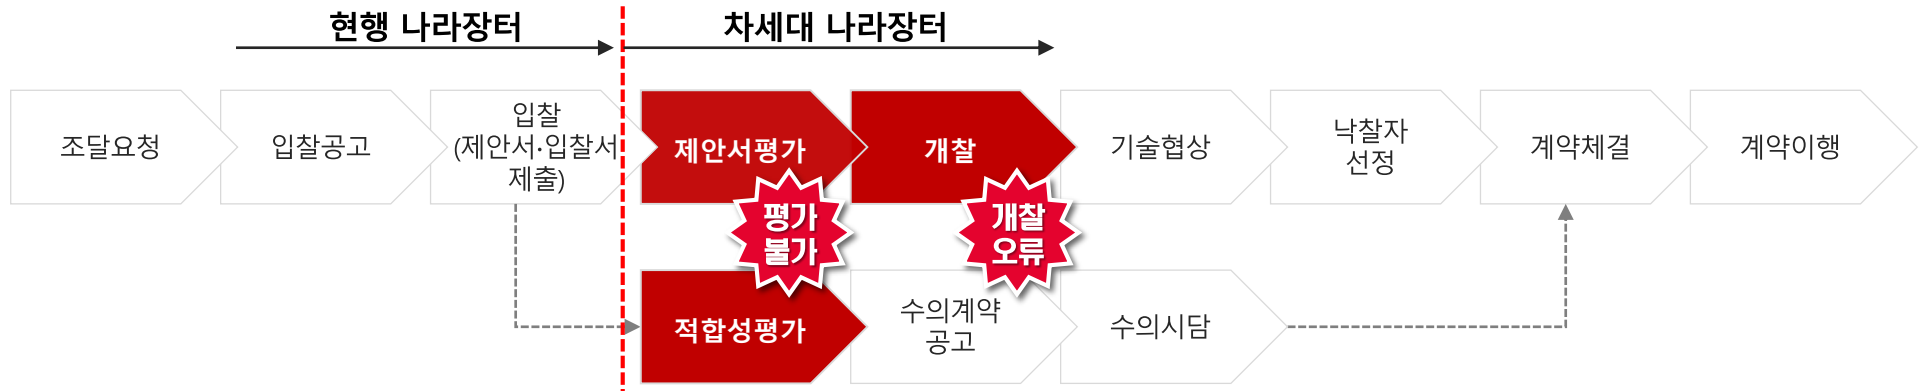 현행 나라장터
차세대 나라장터
조달요청
입찰공고
입찰
(제안서·입찰서
제출)
제안서평가
개찰
기술협상
낙찰자
선정
계약체결
계약이행
평가
불가
개찰
오류
적합성평가
수의계약
공고
수의시담